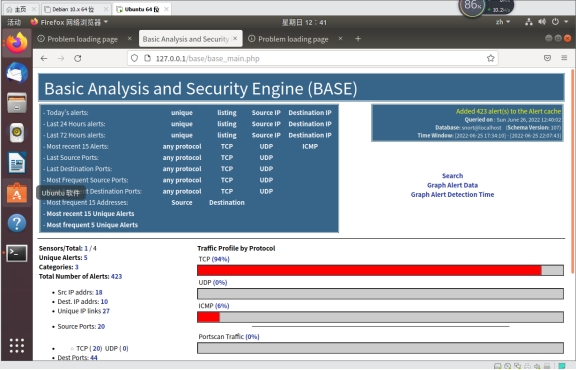 主页 Debian 10.x 64 位 Ubuntu 64 位
86%
10.2
活动 Firefox 网络浏览器 星期日 12：41 zh
Problem loading page Basic Analysis and Security Problem loading page
127.0.0.1/base/base_main.php
Basic Analysis and Security Engine (BASE)
- Today's alerts: unique listing Source IP Destination IP
- Last 24 Hours alerts: unique listing Source IP Destination IP
- Last 72 Hours alerts: unique listing Source IP Destination IP
- Most recent 15 Alerts: any protocol TCP UDP ICMP
- Last Source Ports: any protocol TCP UDP
- Last Destination Ports: any protocol TCP UDP
- Most Frequent Source Ports: any protocol TCP UDP
t Destination Ports: any protocol TCP UDP
- Most frequent 15 Addresses: Source Destination
- Most recent 15 Unique Alerts
- Most frequent 5 Unique Alerts
Ubuntu 软件
Added 423 alert(s) to the Alert cache
Queried on : Sun June 26, 2022 12:40:02
Database: snort@localhost (Schema Version: 107)
Time Window: [2022-06-25 17:34:10] - [2022-06-25 22:07:43]
Search
Graph Alert Data
Graph Alert Detection Time
Sensors/Total: 1 / 4
Unique Alerts: 5
Categories: 3
Total Number of Alerts: 423
Src IP addrs: 18
Dest. IP addrs: 10
Unique IP links 27
Source Ports: 20
TCP ( 20) UDP ( 0)
Dest Ports: 44
Traffic Profile by Protocol
TCP (94%)
UDP (0%)
ICMP (6%)
Portscan Traffic (0%)